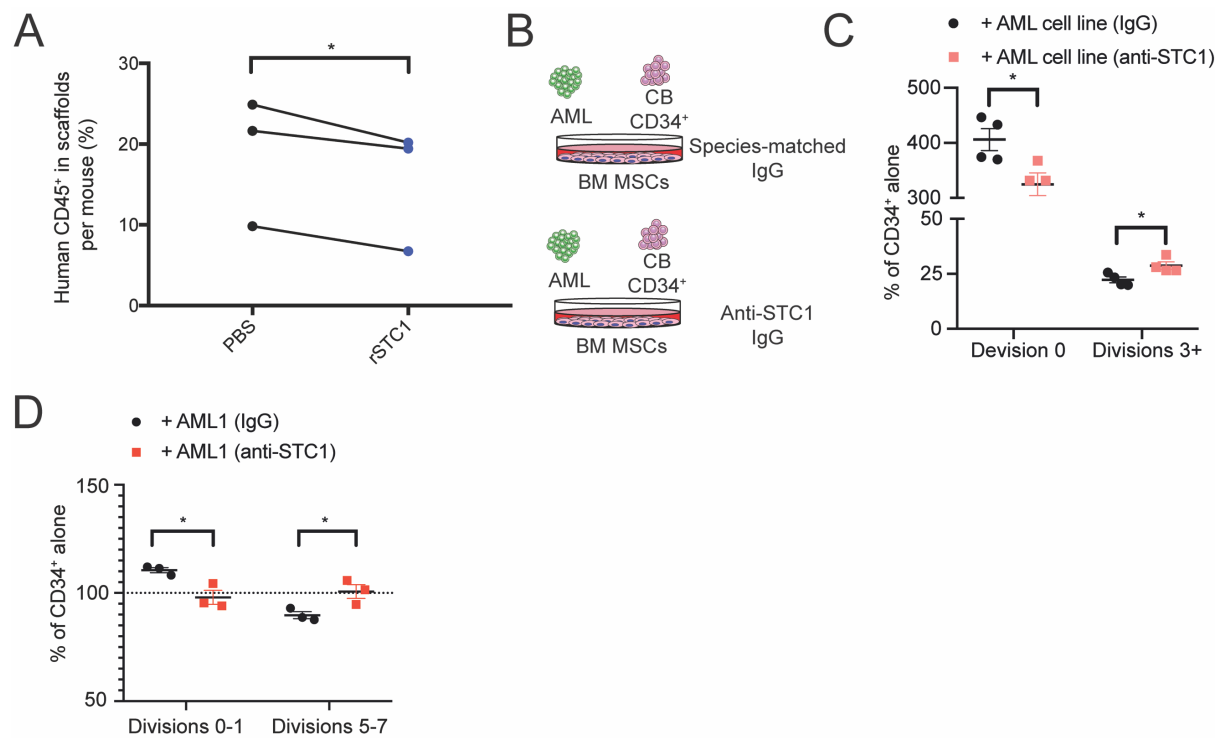 A
*
30
20
10
0
Human CD45⁺ in scaffolds
per mouse (%)
PBS
rSTC1
B
AML
CB
CD34⁺
BM MSCs
Species-matched
IgG
AML
CB
CD34⁺
BM MSCs
Anti-STC1
IgG
C
+ AML cell line (IgG)
+ AML cell line (anti-STC1)
*
*
500
400
300
50
25
0
% of CD34⁺ alone
Devision 0
Divisions 3+
D
+ AML1 (IgG)
+ AML1 (anti-STC1)
*
*
150
100
50
% of CD34⁺ alone
Divisions 0-1
Divisions 5-7